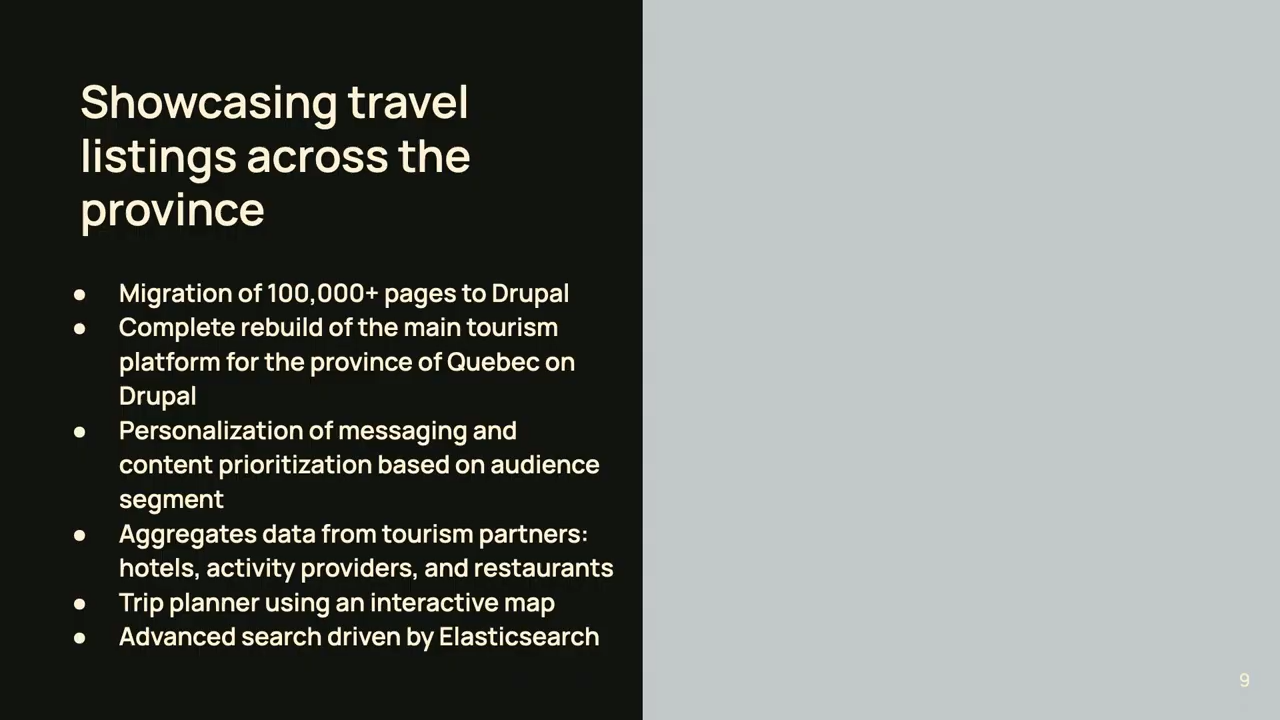 Showcasing travel
listings across the
province
● Migration of 100,000+ pages to Drupal
● Complete rebuild of the main tourism
platform for the province of Quebec on
Drupal
● Personalization of messaging and
content prioritization based on audience
segment
● Aggregates data from tourism partners:
hotels, activity providers, and restaurants
● Trip planner using an interactive map
● Advanced search driven by Elasticsearch
9